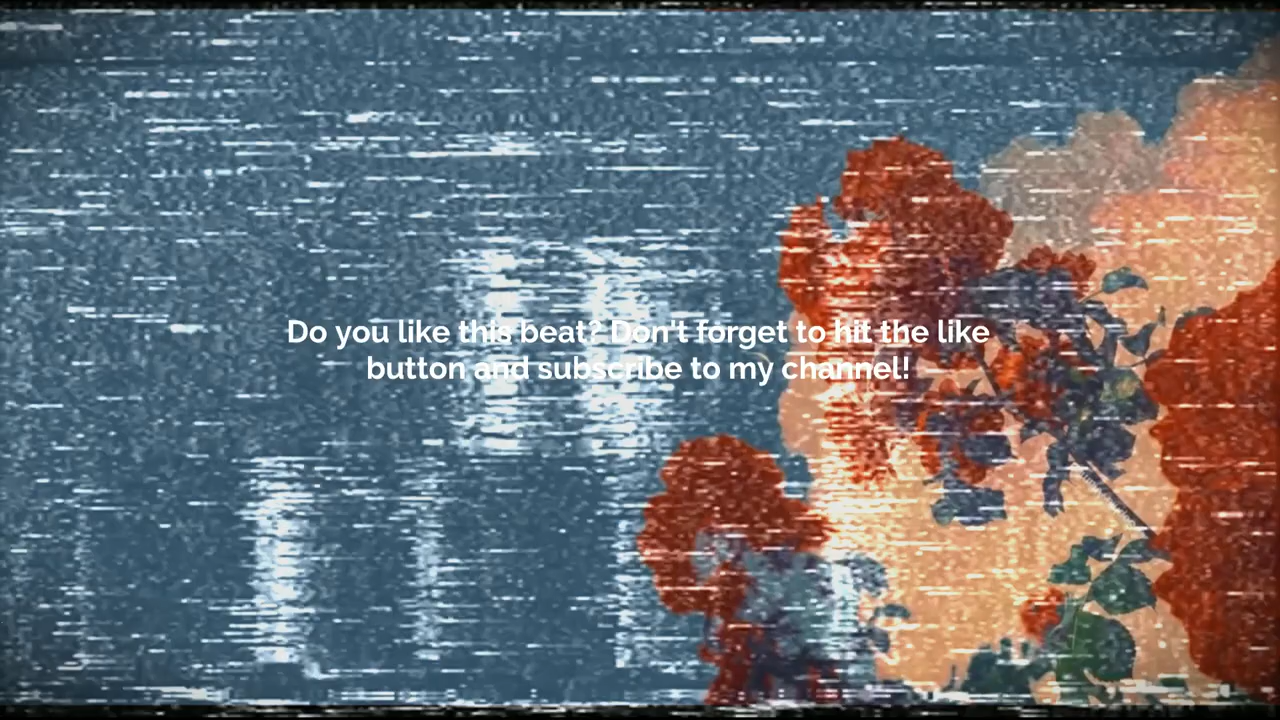 Do you like this beat? Don't forget to hit the like
button and subscribe to my channel!